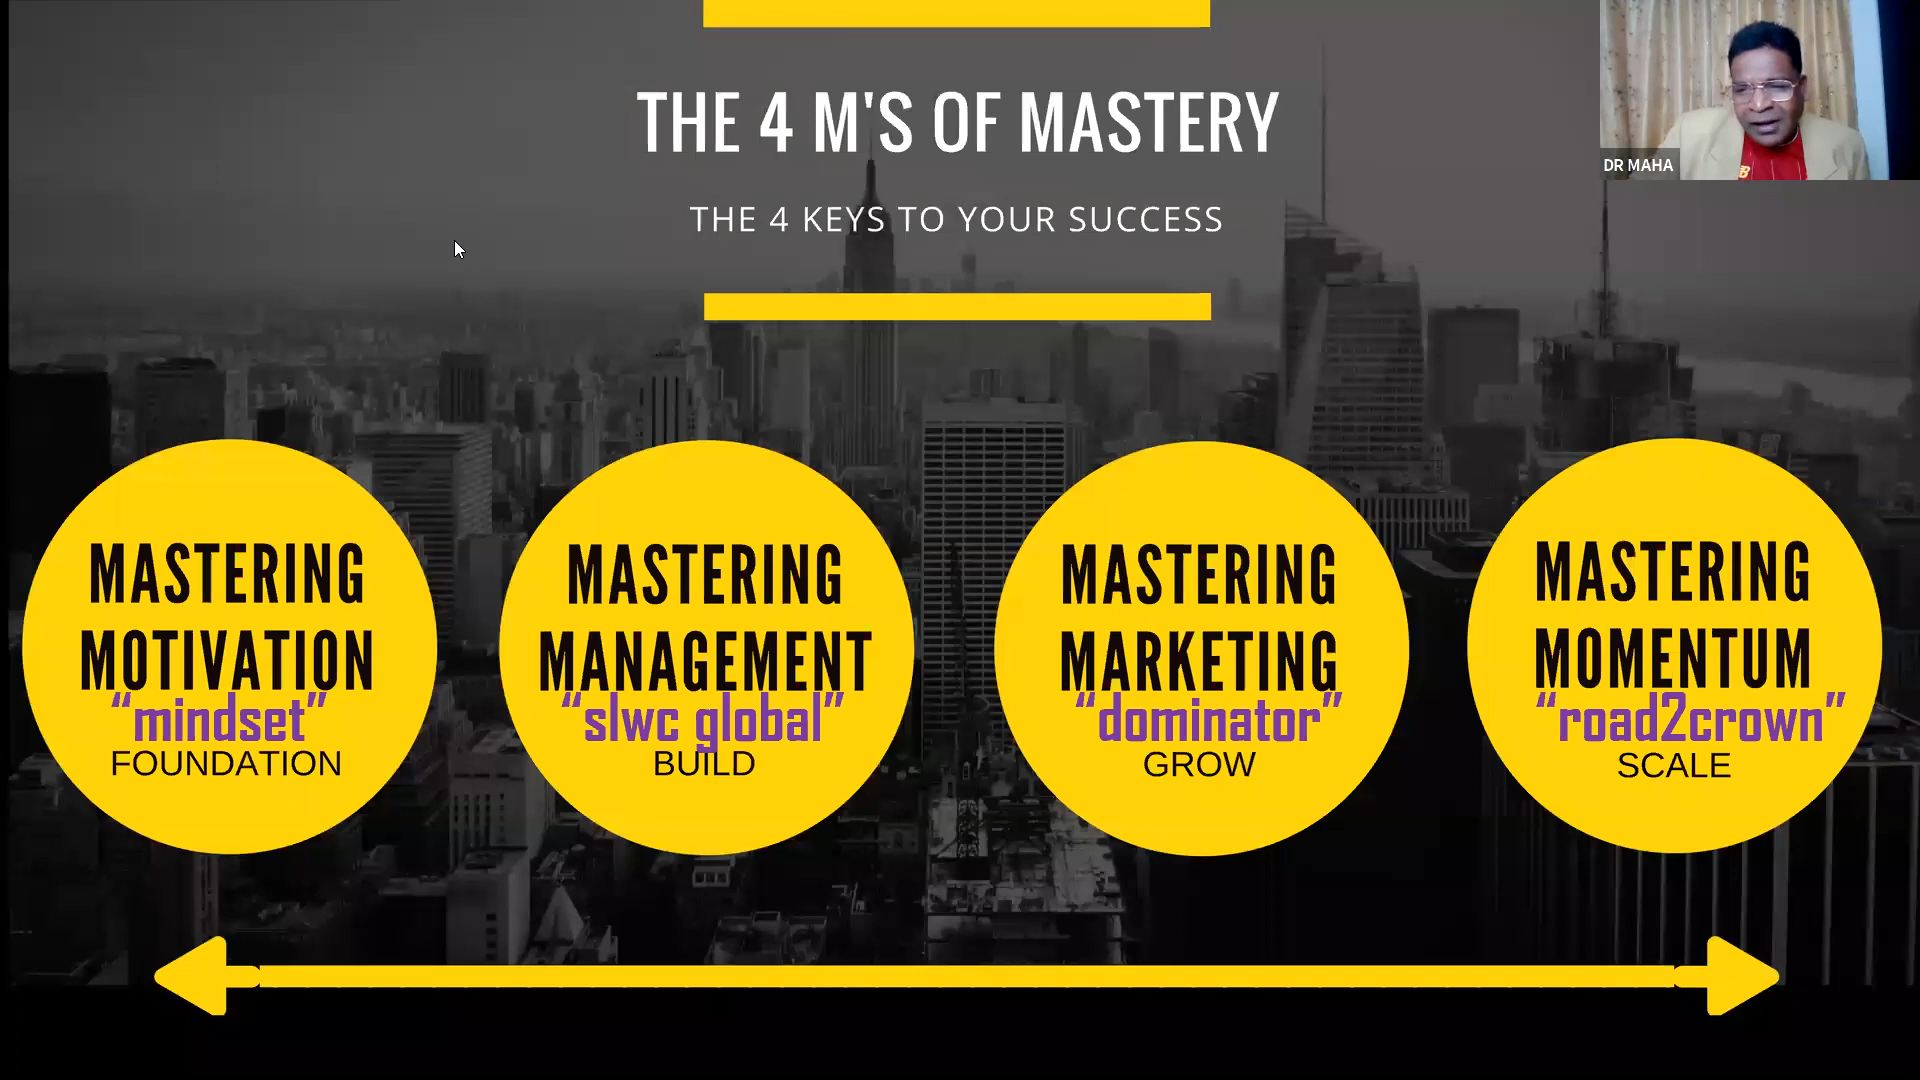 THE 4 M'S OF MASTERY
THE 4 KEYS TO YOUR SUCCESS
DR MAHA
MASTERING
MOTIVATION
“mindset”
FOUNDATION
MASTERING
MANAGEMENT
“slwc global”
BUILD
MASTERING
MARKETING
“dominator”
GROW
MASTERING
MOMENTUM
“road2crown”
SCALE